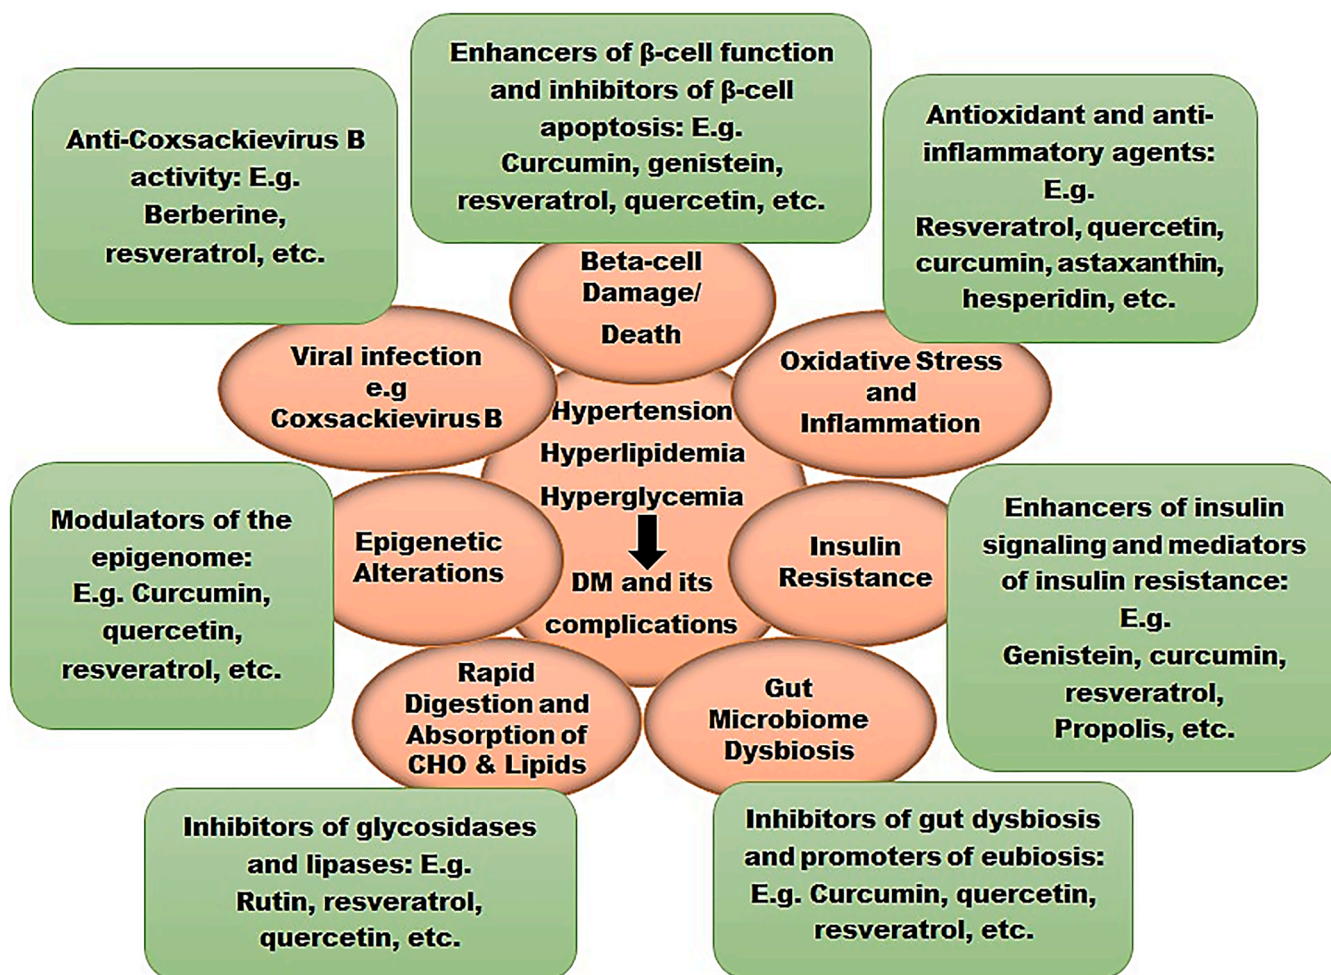 Enhancers of β-cell function
and inhibitors of β-cell
apoptosis: E.g.
Curcumin, genistein,
resveratrol, quercetin, etc.
Anti-Coxsackievirus B
activity: E.g.
Berberine,
resveratrol, etc.
Antioxidant and anti-
inflammatory agents:
E.g.
Resveratrol, quercetin,
curcumin, astaxanthin,
hesperidin, etc.
Beta-cell
Damage/
Death
Viral infection
e.g
Coxsackievirus B
Oxidative Stress
and
Inflammation
Hypertension
Hyperlipidemia
Hyperglycemia
DM and its
complications
Modulators of the
epigenome:
E.g. Curcumin,
quercetin,
resveratrol, etc.
Epigenetic
Alterations
Insulin
Resistance
Enhancers of insulin
signaling and mediators
of insulin resistance:
E.g.
Genistein, curcumin,
resveratrol,
Propolis, etc.
Rapid
Digestion and
Absorption of
CHO & Lipids
Gut
Microbiome
Dysbiosis
Inhibitors of glycosidases
and lipases: E.g.
Rutin, resveratrol,
quercetin, etc.
Inhibitors of gut dysbiosis
and promoters of eubiosis:
E.g. Curcumin, quercetin,
resveratrol, etc.